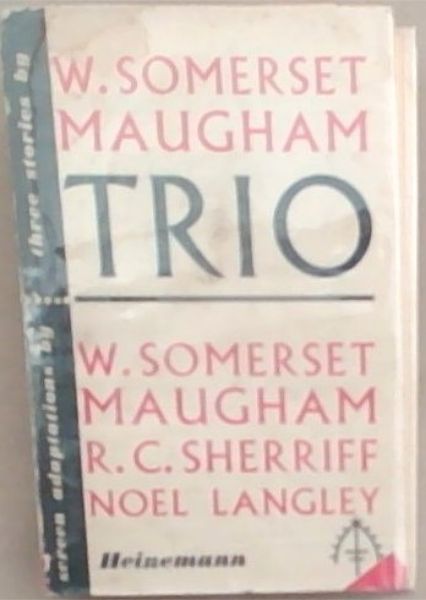 three stories by
W. SOMERSET
MAUGHAM
TRIO
screen adaptations by
W. SOMERSET
MAUGHAM
R. C. SHERRIFF
NOEL LANGLEY
Heinemann